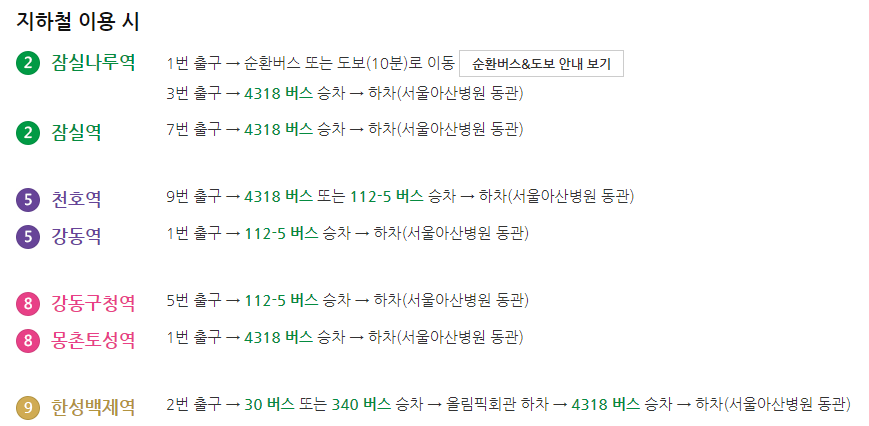 지하철 이용 시
2 잠실나루역 1번 출구 → 순환버스 또는 도보(10분)로 이동 순환버스&도보 안내 보기
3번 출구 → 4318 버스 승차 → 하차(서울아산병원 동관)
2 잠실역 7번 출구 → 4318 버스 승차 → 하차(서울아산병원 동관)
5 천호역 9번 출구 → 4318 버스 또는 112-5 버스 승차 → 하차(서울아산병원 동관)
5 강동역 1번 출구 → 112-5 버스 승차 → 하차(서울아산병원 동관)
8 강동구청역 5번 출구 → 112-5 버스 승차 → 하차(서울아산병원 동관)
8 몽촌토성역 1번 출구 → 4318 버스 승차 → 하차(서울아산병원 동관)
9 한성백제역 2번 출구 → 30 버스 또는 340 버스 승차 → 올림픽회관 하차 → 4318 버스 승차 → 하차(서울아산병원 동관)